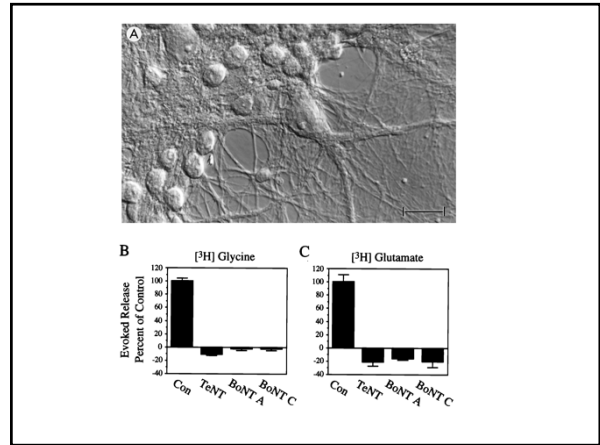 A
B
[³H] Glycine
Evoked Release
Percent of Control
120
100
80
60
40
20
0
-20
-40
Con
TeNT
BoNT A
BoNT C
C
[³H] Glutamate
120
100
80
60
40
20
0
-20
-40
Con
TeNT
BoNT A
BoNT C